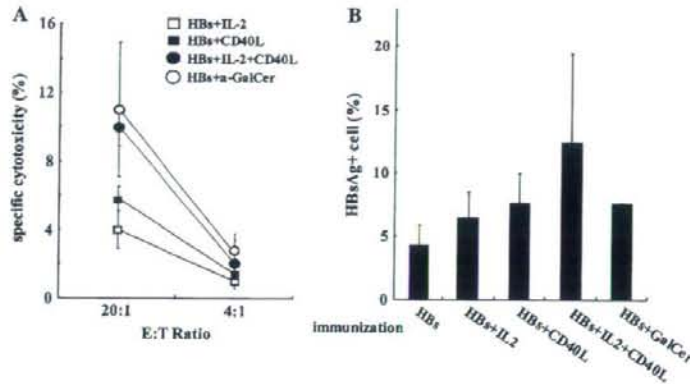 A
HBs+IL-2
HBs+CD40L
HBs+IL-2+CD40L
HBs+α-GalCer
specific cytotoxicity (%)
16
12
8
4
0
20:1
4:1
E:T Ratio
B
HBsAg+ cell (%)
20
15
10
5
0
immunization
HBs
HBs+IL2
HBs+CD40L
HBs+IL2+CD40L
HBs+GalCer